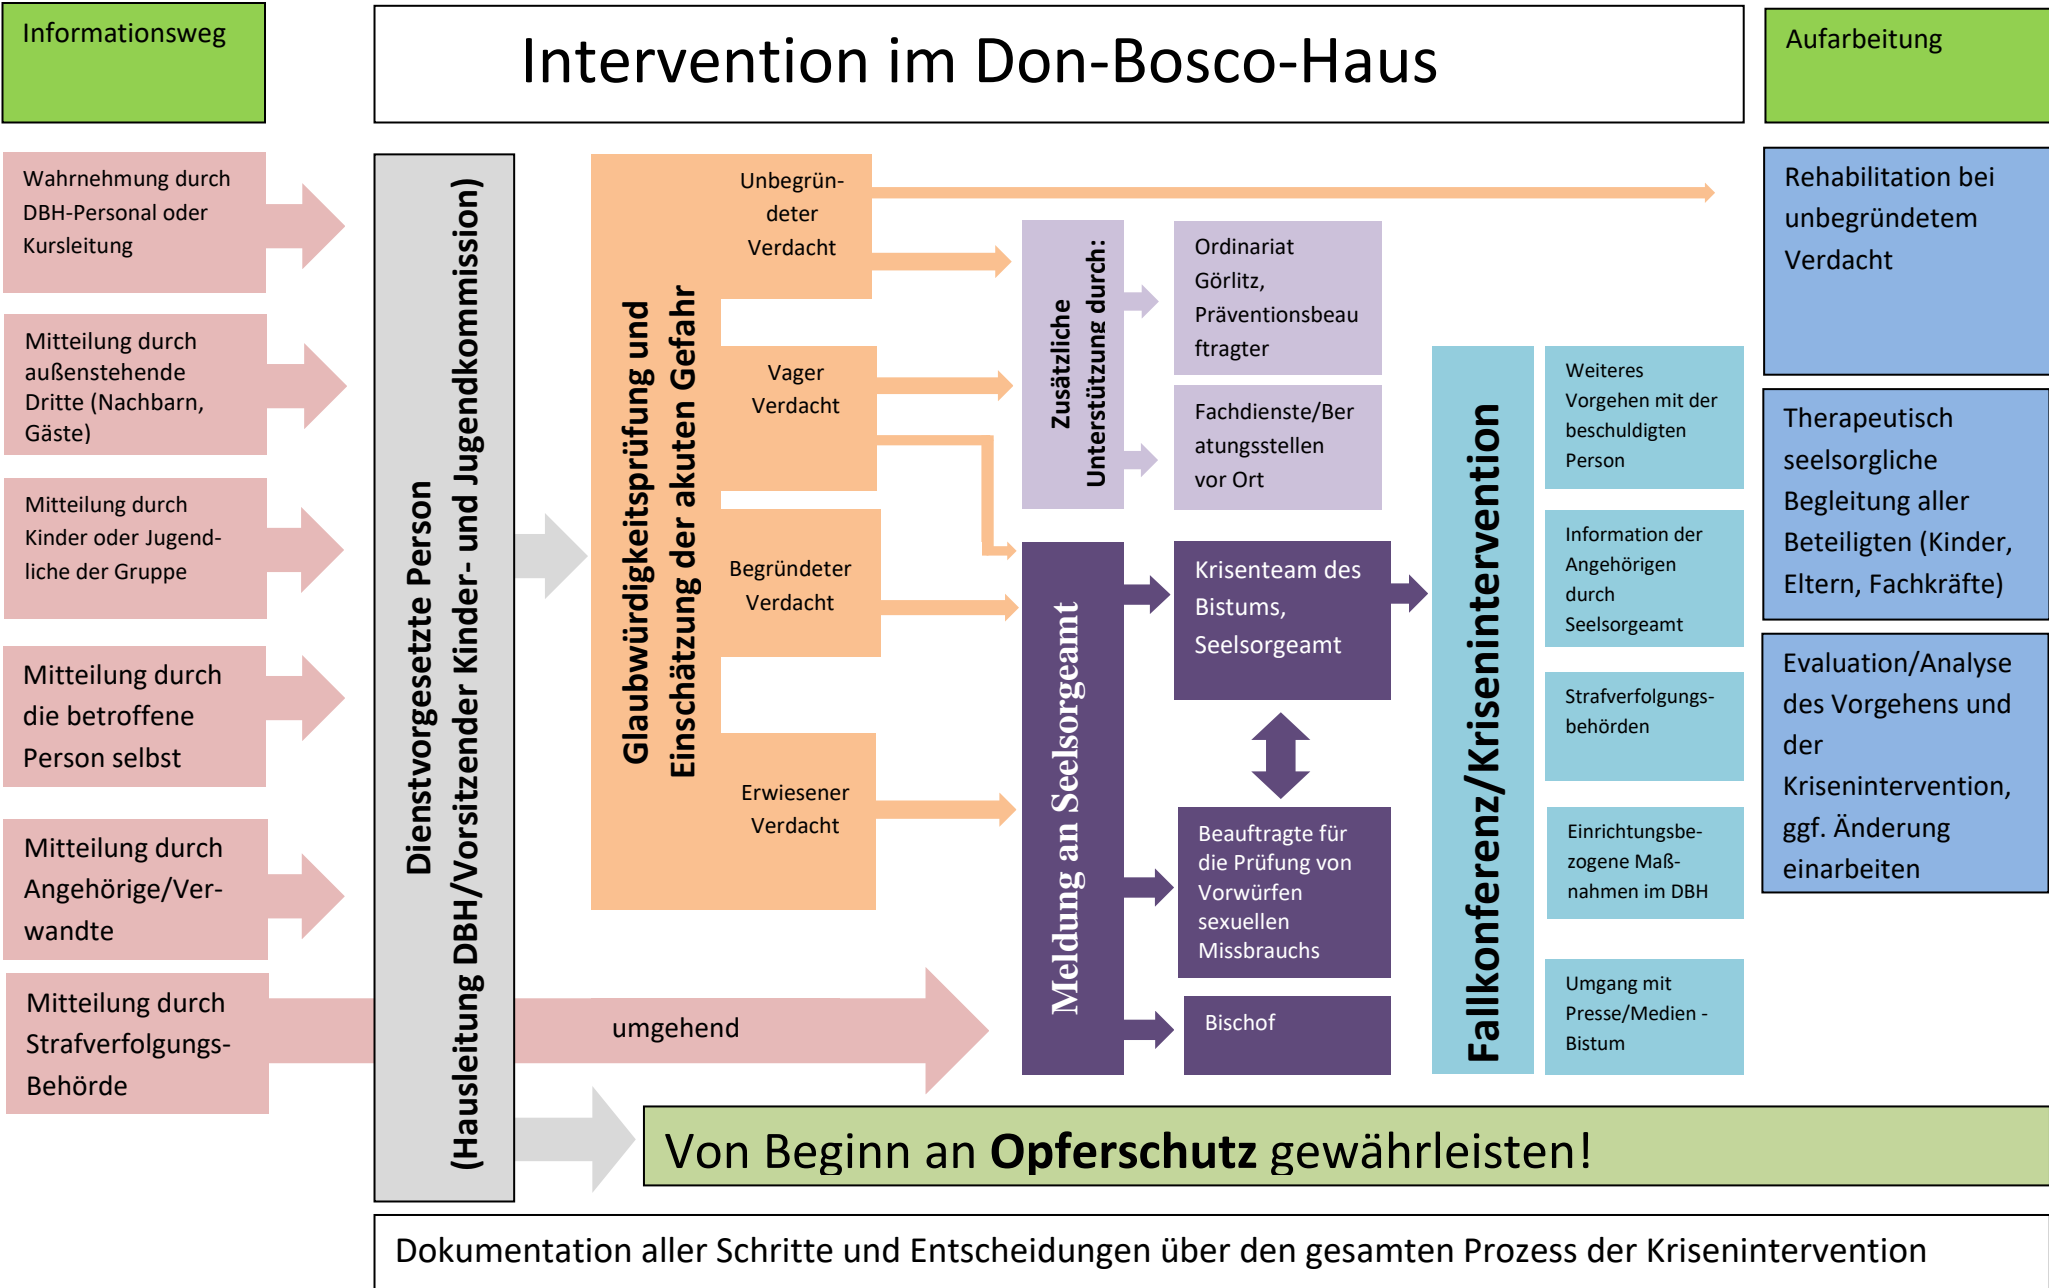 Informationsweg
Intervention im Don-Bosco-Haus
Aufarbeitung
Wahrnehmung durch
DBH-Personal oder
Kursleitung
Mitteilung durch
außenstehende
Dritte (Nachbarn,
Gäste)
Mitteilung durch
Kinder oder Jugend-
liche der Gruppe
Mitteilung durch
die betroffene
Person selbst
Mitteilung durch
Angehörige/Ver-
wandte
Mitteilung durch
Strafverfolgungs-
Behörde
umgehend
Dienstvorgesetzte Person
(Hausleitung DBH/Vorsitzender Kinder- und Jugendkommission)
Glaubwürdigkeitsprüfung und
Einschätzung der akuten Gefahr
Unbegrün-
deter
Verdacht
Vager
Verdacht
Begründeter
Verdacht
Erwiesener
Verdacht
Zusätzliche
Unterstützung durch:
Ordinariat
Görlitz,
Präventionsbeau
ftragter
Fachdienste/Ber
atungsstellen
vor Ort
Meldung an Seelsorgeamt
Krisenteam des
Bistums,
Seelsorgeamt
Beauftragte für
die Prüfung von
Vorwürfen
sexuellen
Missbrauchs
Bischof
Fallkonferenz/Krisenintervention
Weiteres
Vorgehen mit der
beschuldigten
Person
Information der
Angehörigen
durch
Seelsorgeamt
Strafverfolgungs-
behörden
Einrichtungsbe-
zogene Maß-
nahmen im DBH
Umgang mit
Presse/Medien -
Bistum
Rehabilitation bei
unbegründetem
Verdacht
Therapeutisch
seelsorgliche
Begleitung aller
Beteiligten (Kinder,
Eltern, Fachkräfte)
Evaluation/Analyse
des Vorgehens und
der
Krisenintervention,
ggf. Änderung
einarbeiten
Von Beginn an Opferschutz gewährleisten!
Dokumentation aller Schritte und Entscheidungen über den gesamten Prozess der Krisenintervention